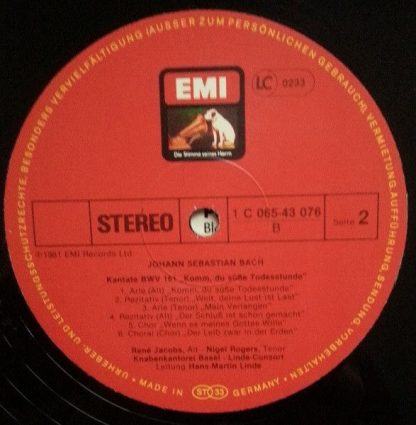 URHEBER- UND LEISTUNGSSCHUTZRECHTE, BESONDERS VERVIELFÄLTIGUNG (AUSSER ZUM PERSÖNLICHEN GEBRAUCH), VERMIETUNG, AUFFÜHRUNG, SENDUNG, VORBEHALTEN
EMI
LC 0233
Die Stimme seines Herrn
STEREO
Bl
1 C 065-43 076
B
Seite 2
℗ 1981 EMI Records Ltd.
JOHANN SEBASTIAN BACH
Kantate BWV 161 „Komm, du süße Todesstunde"
1. Arie (Alt) „Komm, du süße Todesstunde"
2. Rezitativ (Tenor) „Welt, deine Lust ist Last"
3. Arie (Tenor) „Mein Verlangen"
4. Rezitativ (Alt) „Der Schluß ist schon gemacht"
5. Chor „Wenn es meines Gottes Wille"
6. Choral (Chor) „Der Leib zwar in der Erden"
René Jacobs, Alt - Nigel Rogers, Tenor
Knabenkantorei Basel - Linde-Consort
Leitung Hans-Martin Linde
MADE IN
STO 33
GERMANY